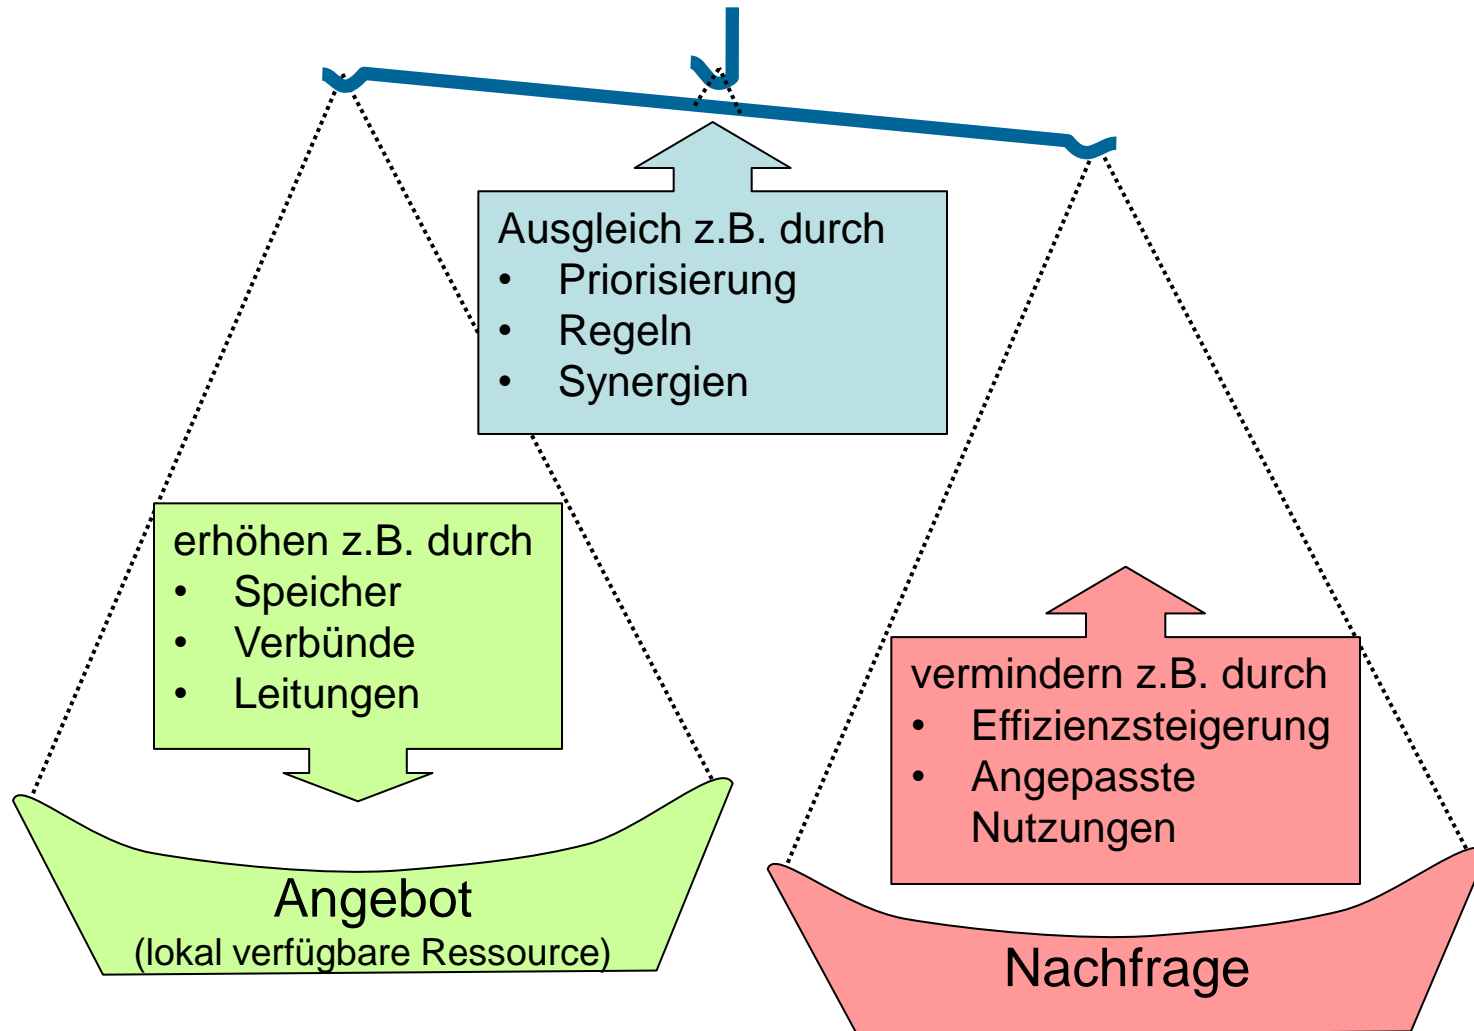 Ausgleich z.B. durch
• Priorisierung
• Regeln
• Synergien
erhöhen z.B. durch
• Speicher
• Verbünde
• Leitungen
vermindern z.B. durch
• Effizienzsteigerung
• Angepasste
Nutzungen
Angebot
(lokal verfügbare Ressource)
Nachfrage